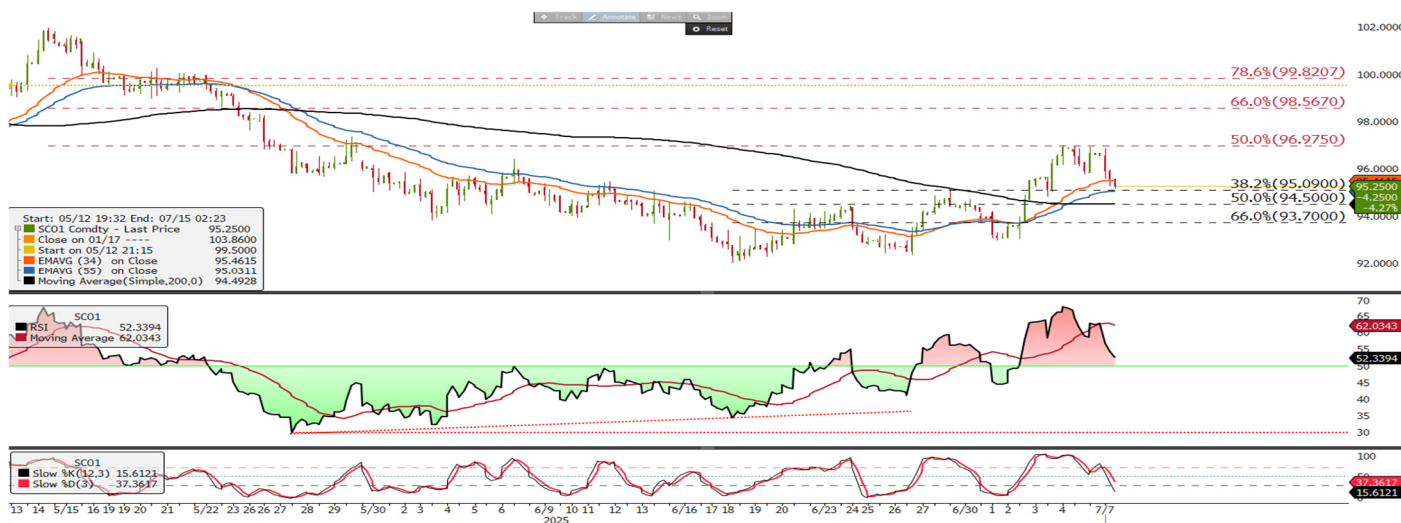 Track Annotate News Zoom
Reset
102.0000
100.0000
98.0000
96.0000
94.0000
92.0000
78.6%(99.8207)
66.0%(98.5670)
50.0%(96.9750)
38.2%(95.0900)
50.0%(94.5000)
66.0%(93.7000)
95.2500
-4.2500
-4.27%
Start: 05/12 19:32 End: 07/15 02:23
SCO1 Comdty - Last Price 95.2500
Close on 01/17 ---- 103.8600
Start on 05/12 21:15 99.5000
EMAVG (34) on Close 95.4615
EMAVG (55) on Close 95.0311
Moving Average(Simple,200,0) 94.4928
SCO1
RSI 52.3394
Moving Average 62.0343
70
65
62.0343
55
52.3394
50
45
40
35
30
SCO1
Slow %K(12,3) 15.6121
Slow %D(3) 37.3617
100
50
37.3617
15.6121
0
13 14 5/15 16 19 19 20 21 5/22 23 26 26 27 28 29 5/30 2 3 4 5 6 6/9 10 11 12 13 16 17 18 19 20 6/23 24 25 26 27 6/30 1 2 3 4 7/7
2025